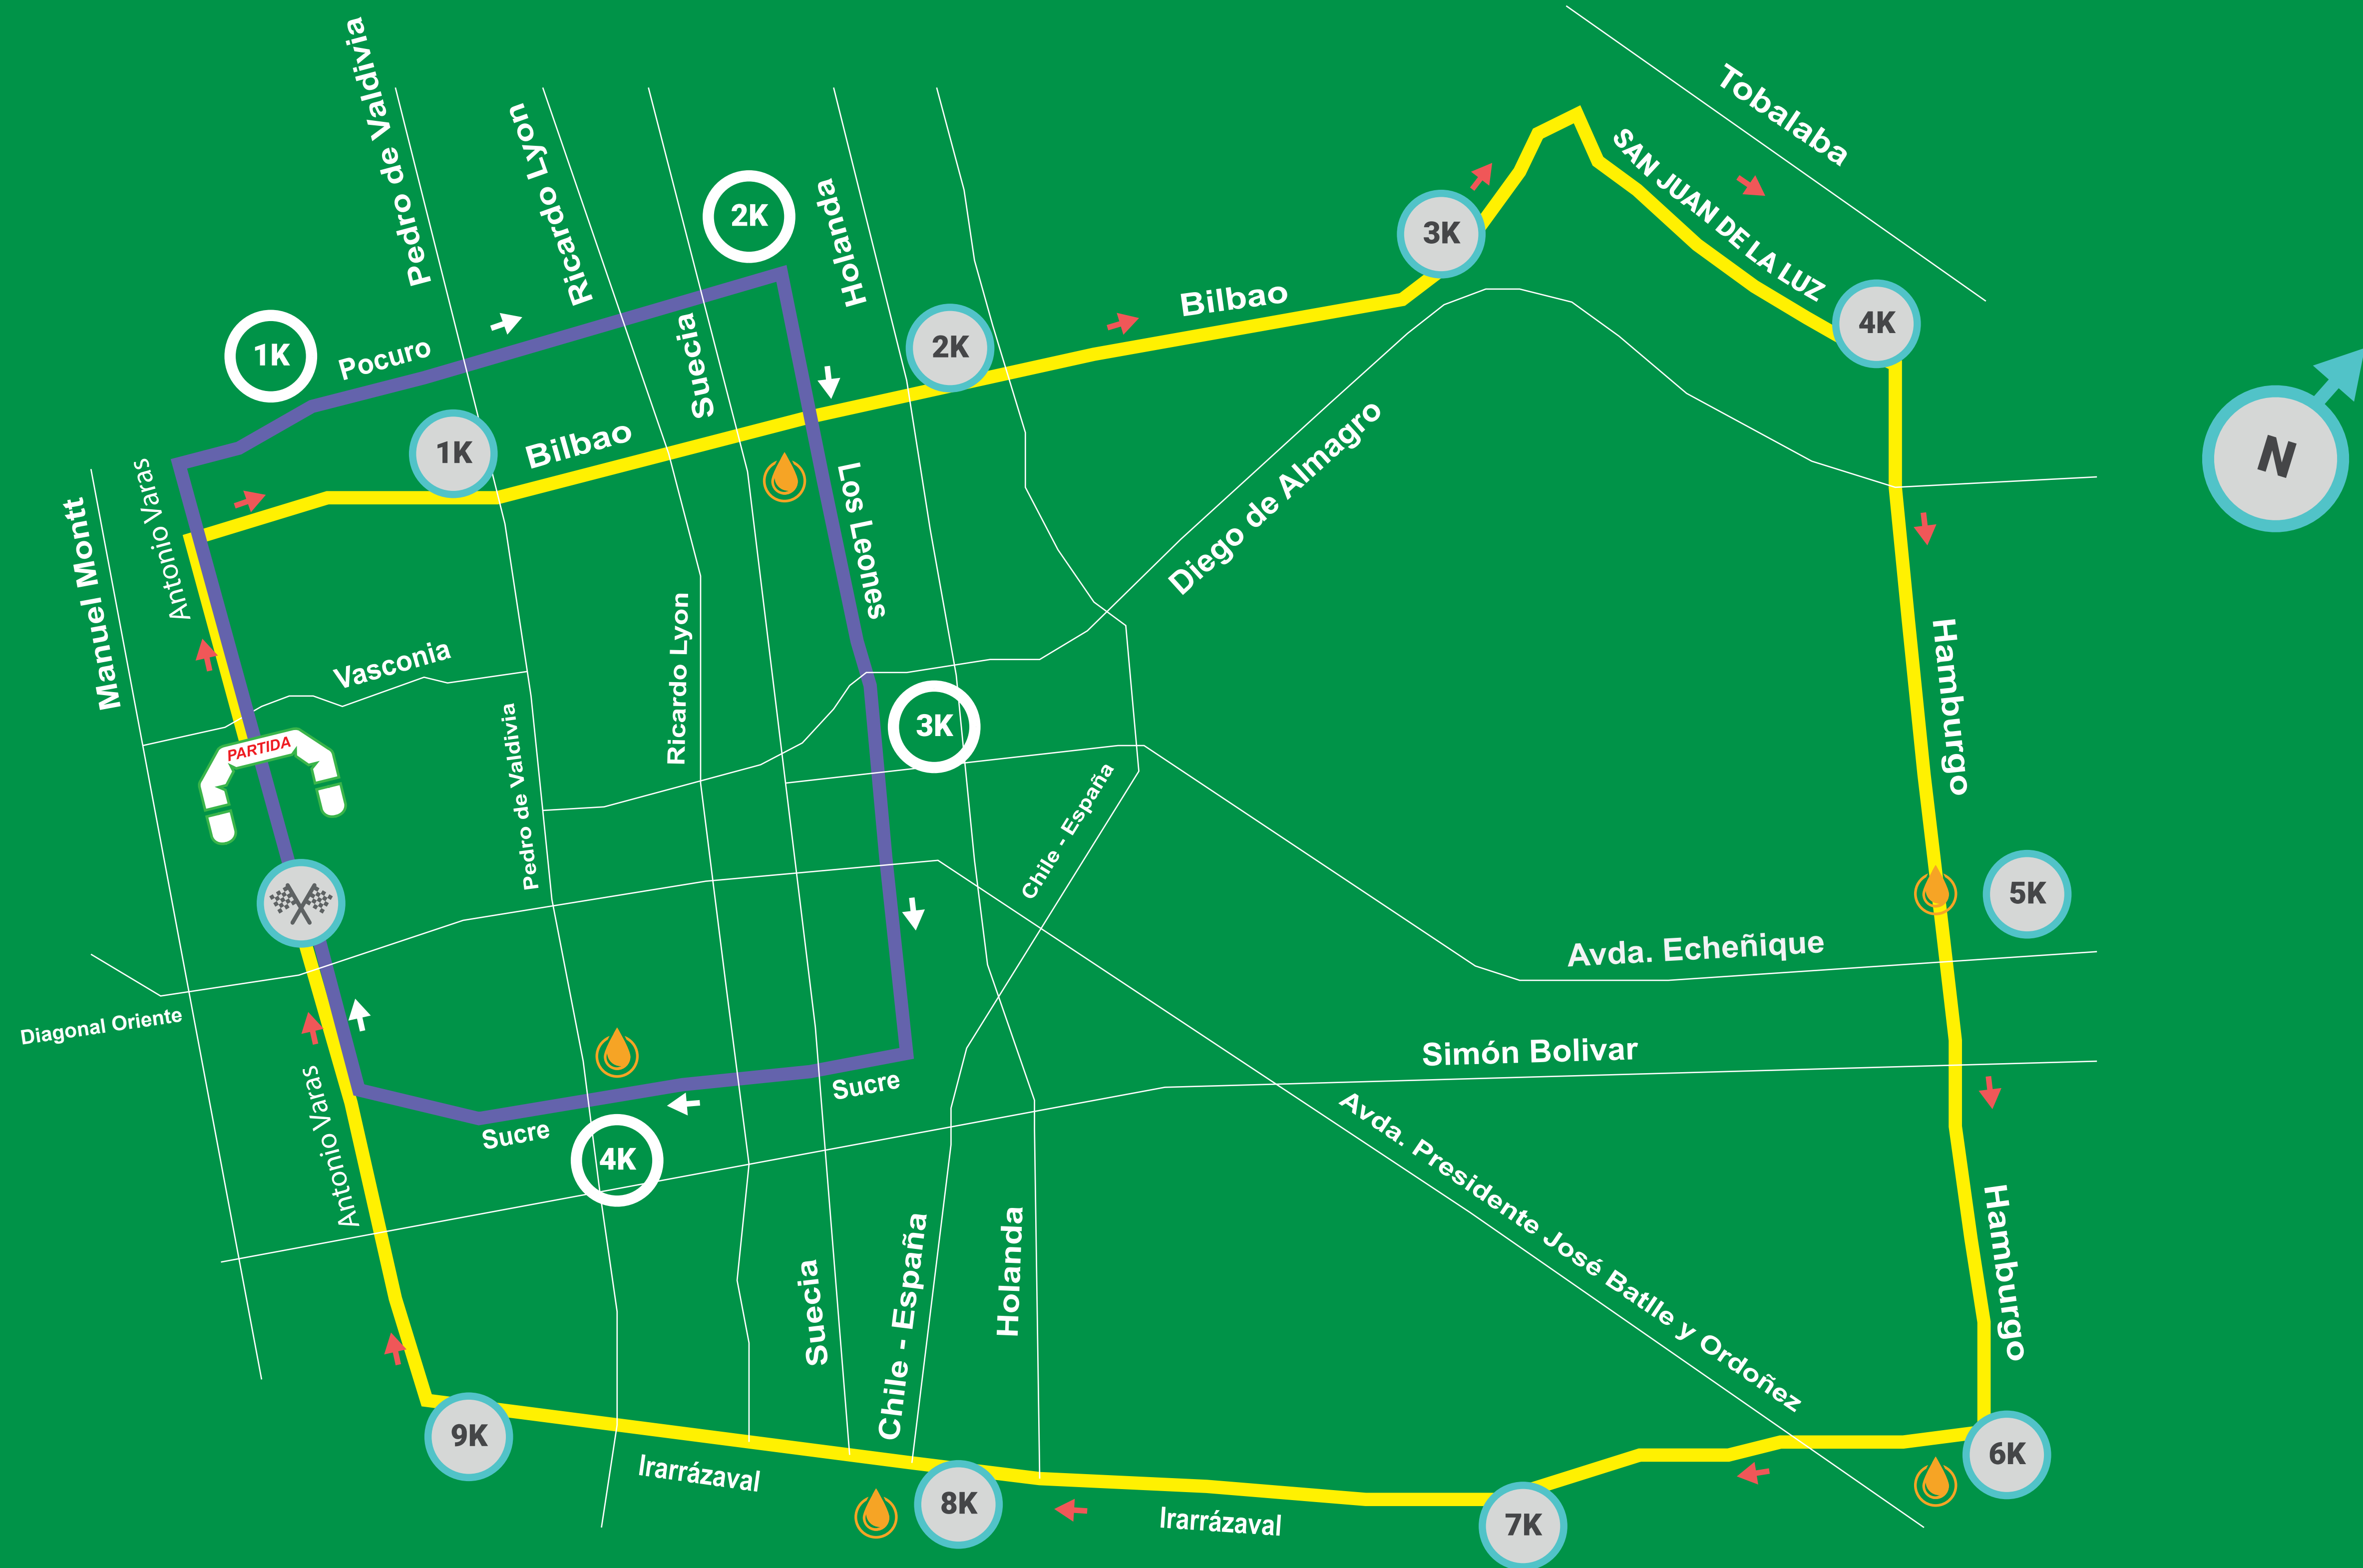 Pedro de Valdivia
Ricardo Lyon
Tobalaba
2K
Holanda
SAN JUAN DE LA LUZ
3K
Bilbao
4K
1K
Pocuro
Suecia
2K
1K
Bilbao
N
Antonio Varas
Manuel Montt
Los Leones
Diego de Almagro
Vasconia
Ricardo Lyon
Hamburgo
PARTIDA
Pedro de Valdivia
3K
Chile - España
5K
Avda. Echeñique
Diagonal Oriente
Simón Bolivar
Sucre
Sucre
Antonio Varas
4K
Avda. Presidente José Batlle y Ordoñez
Hamburgo
Suecia
Chile - España
Holanda
9K
Irarrázaval
8K
Irarrázaval
7K
6K